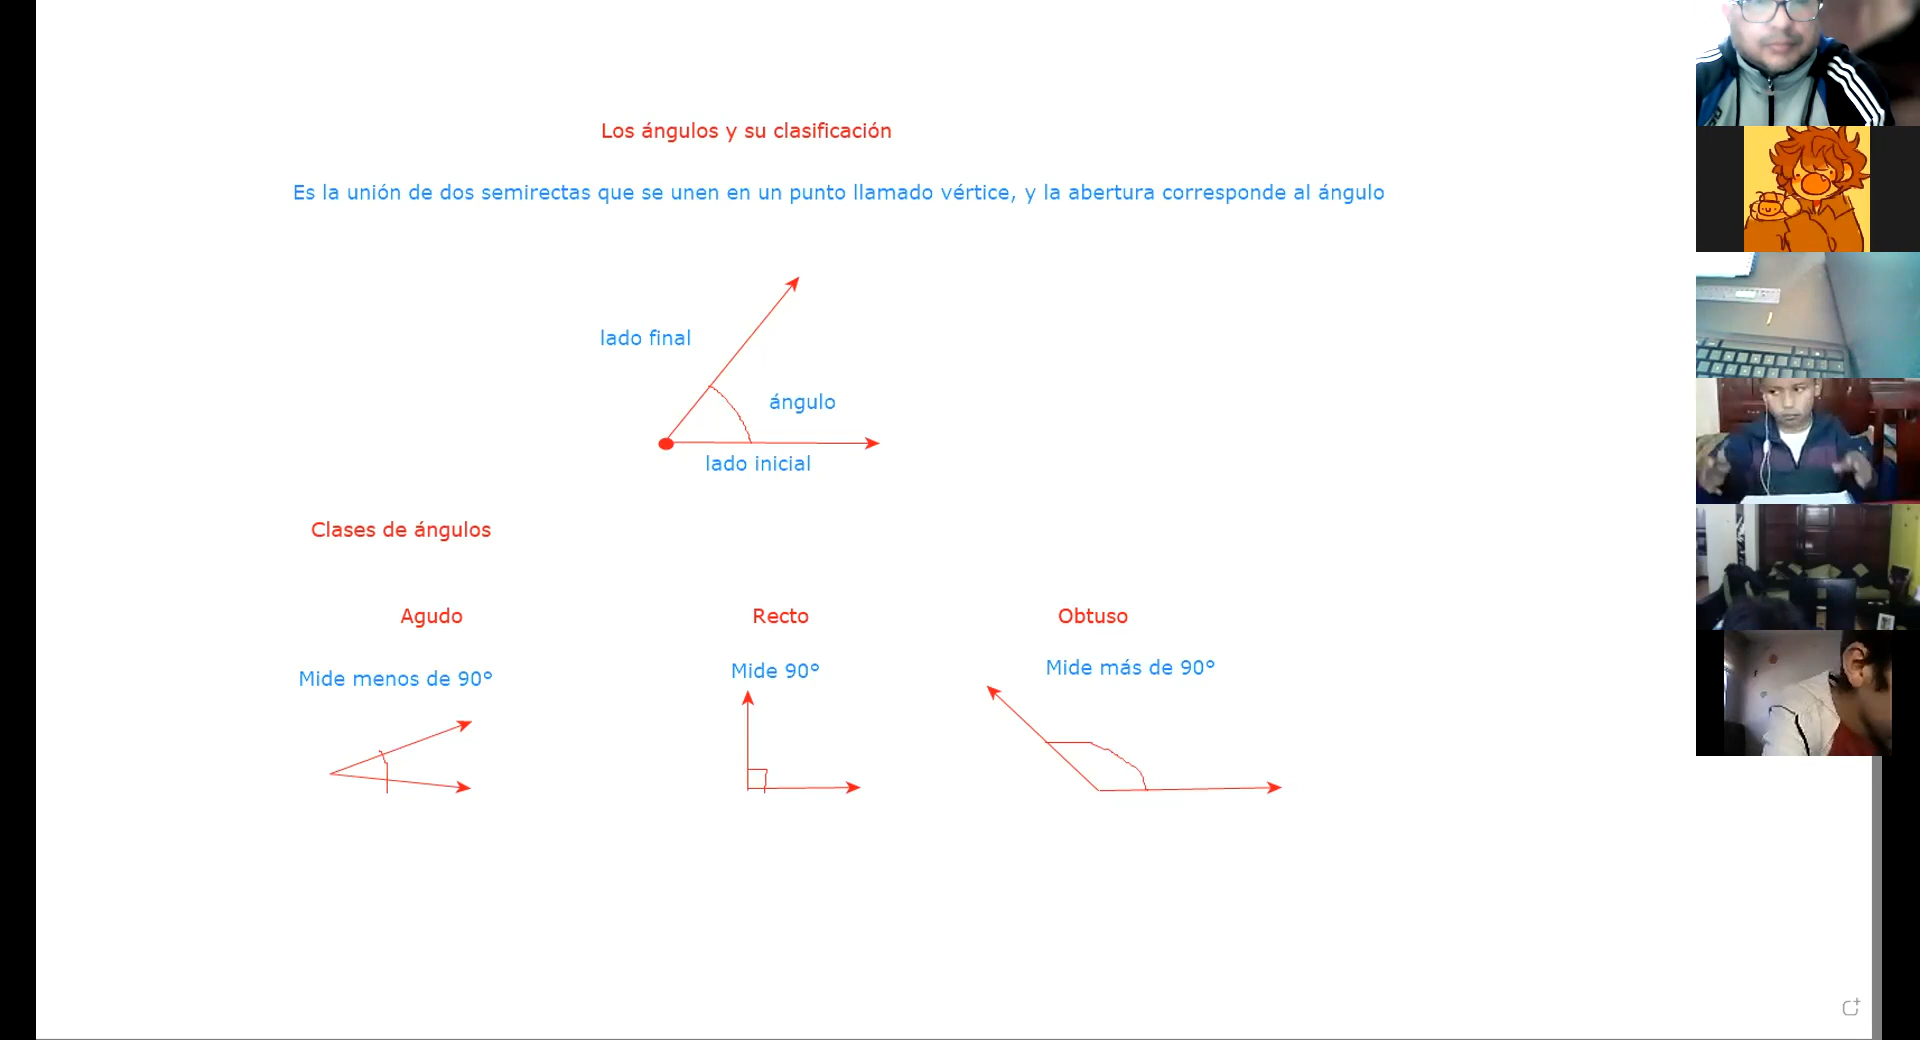 Los ángulos y su clasificación
Es la unión de dos semirectas que se unen en un punto llamado vértice, y la abertura corresponde al ángulo
lado final
ángulo
lado inicial
Clases de ángulos
Agudo
Recto
Obtuso
Mide menos de 90°
Mide 90°
Mide más de 90°